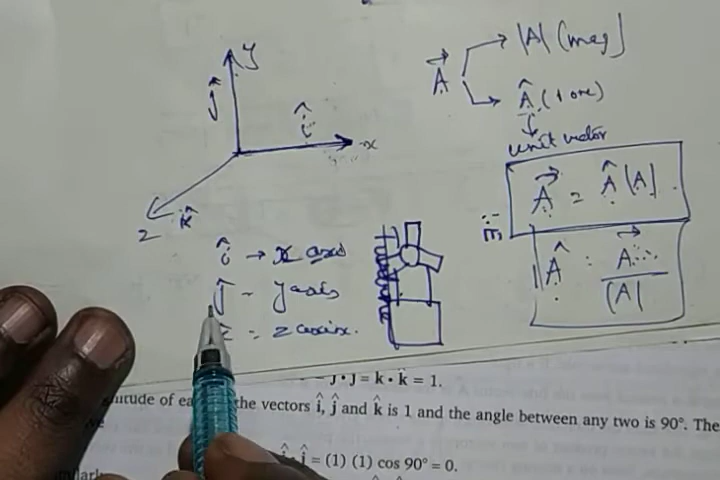 y
ĵ
î
x
z
k̂
A⃗
|A| (mag)
Â (1 one)
unit vector
A⃗ = Â |A|
Â = A⃗ / |A|
î → x axis
ĵ - y axis
= z axis.
j · j = k · k̂ = 1.
the vectors î, ĵ and k̂ is 1 and the angle between any two is 90°. The
· ĵ = (1) (1) cos 90° = 0.